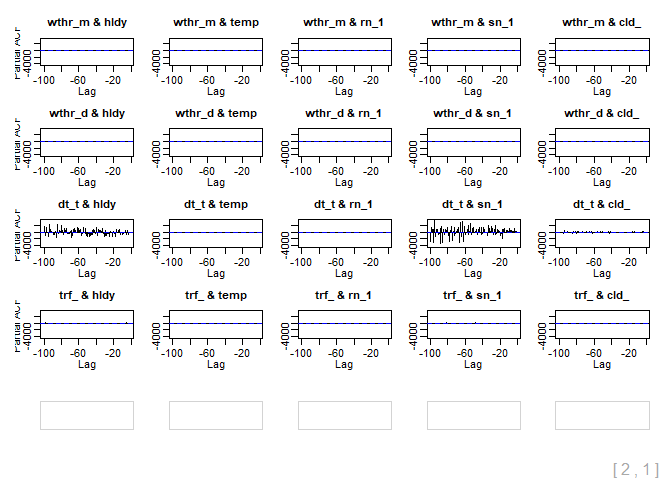 wthr_m & hldy wthr_m & temp wthr_m & rn_1 wthr_m & sn_1 wthr_m & cld_
Partial ACF -4000 -4000 -4000 -4000 -4000
-100 -60 -20 -100 -60 -20 -100 -60 -20 -100 -60 -20 -100 -60 -20
Lag Lag Lag Lag Lag
wthr_d & hldy wthr_d & temp wthr_d & rn_1 wthr_d & sn_1 wthr_d & cld_
Partial ACF -4000 -4000 -4000 -4000 -4000
-100 -60 -20 -100 -60 -20 -100 -60 -20 -100 -60 -20 -100 -60 -20
Lag Lag Lag Lag Lag
dt_t & hldy dt_t & temp dt_t & rn_1 dt_t & sn_1 dt_t & cld_
Partial ACF -4000 -4000 -4000 -4000 -4000
-100 -60 -20 -100 -60 -20 -100 -60 -20 -100 -60 -20 -100 -60 -20
Lag Lag Lag Lag Lag
trf_ & hldy trf_ & temp trf_ & rn_1 trf_ & sn_1 trf_ & cld_
Partial ACF -4000 -4000 -4000 -4000 -4000
-100 -60 -20 -100 -60 -20 -100 -60 -20 -100 -60 -20 -100 -60 -20
Lag Lag Lag Lag Lag
[ 2 , 1 ]